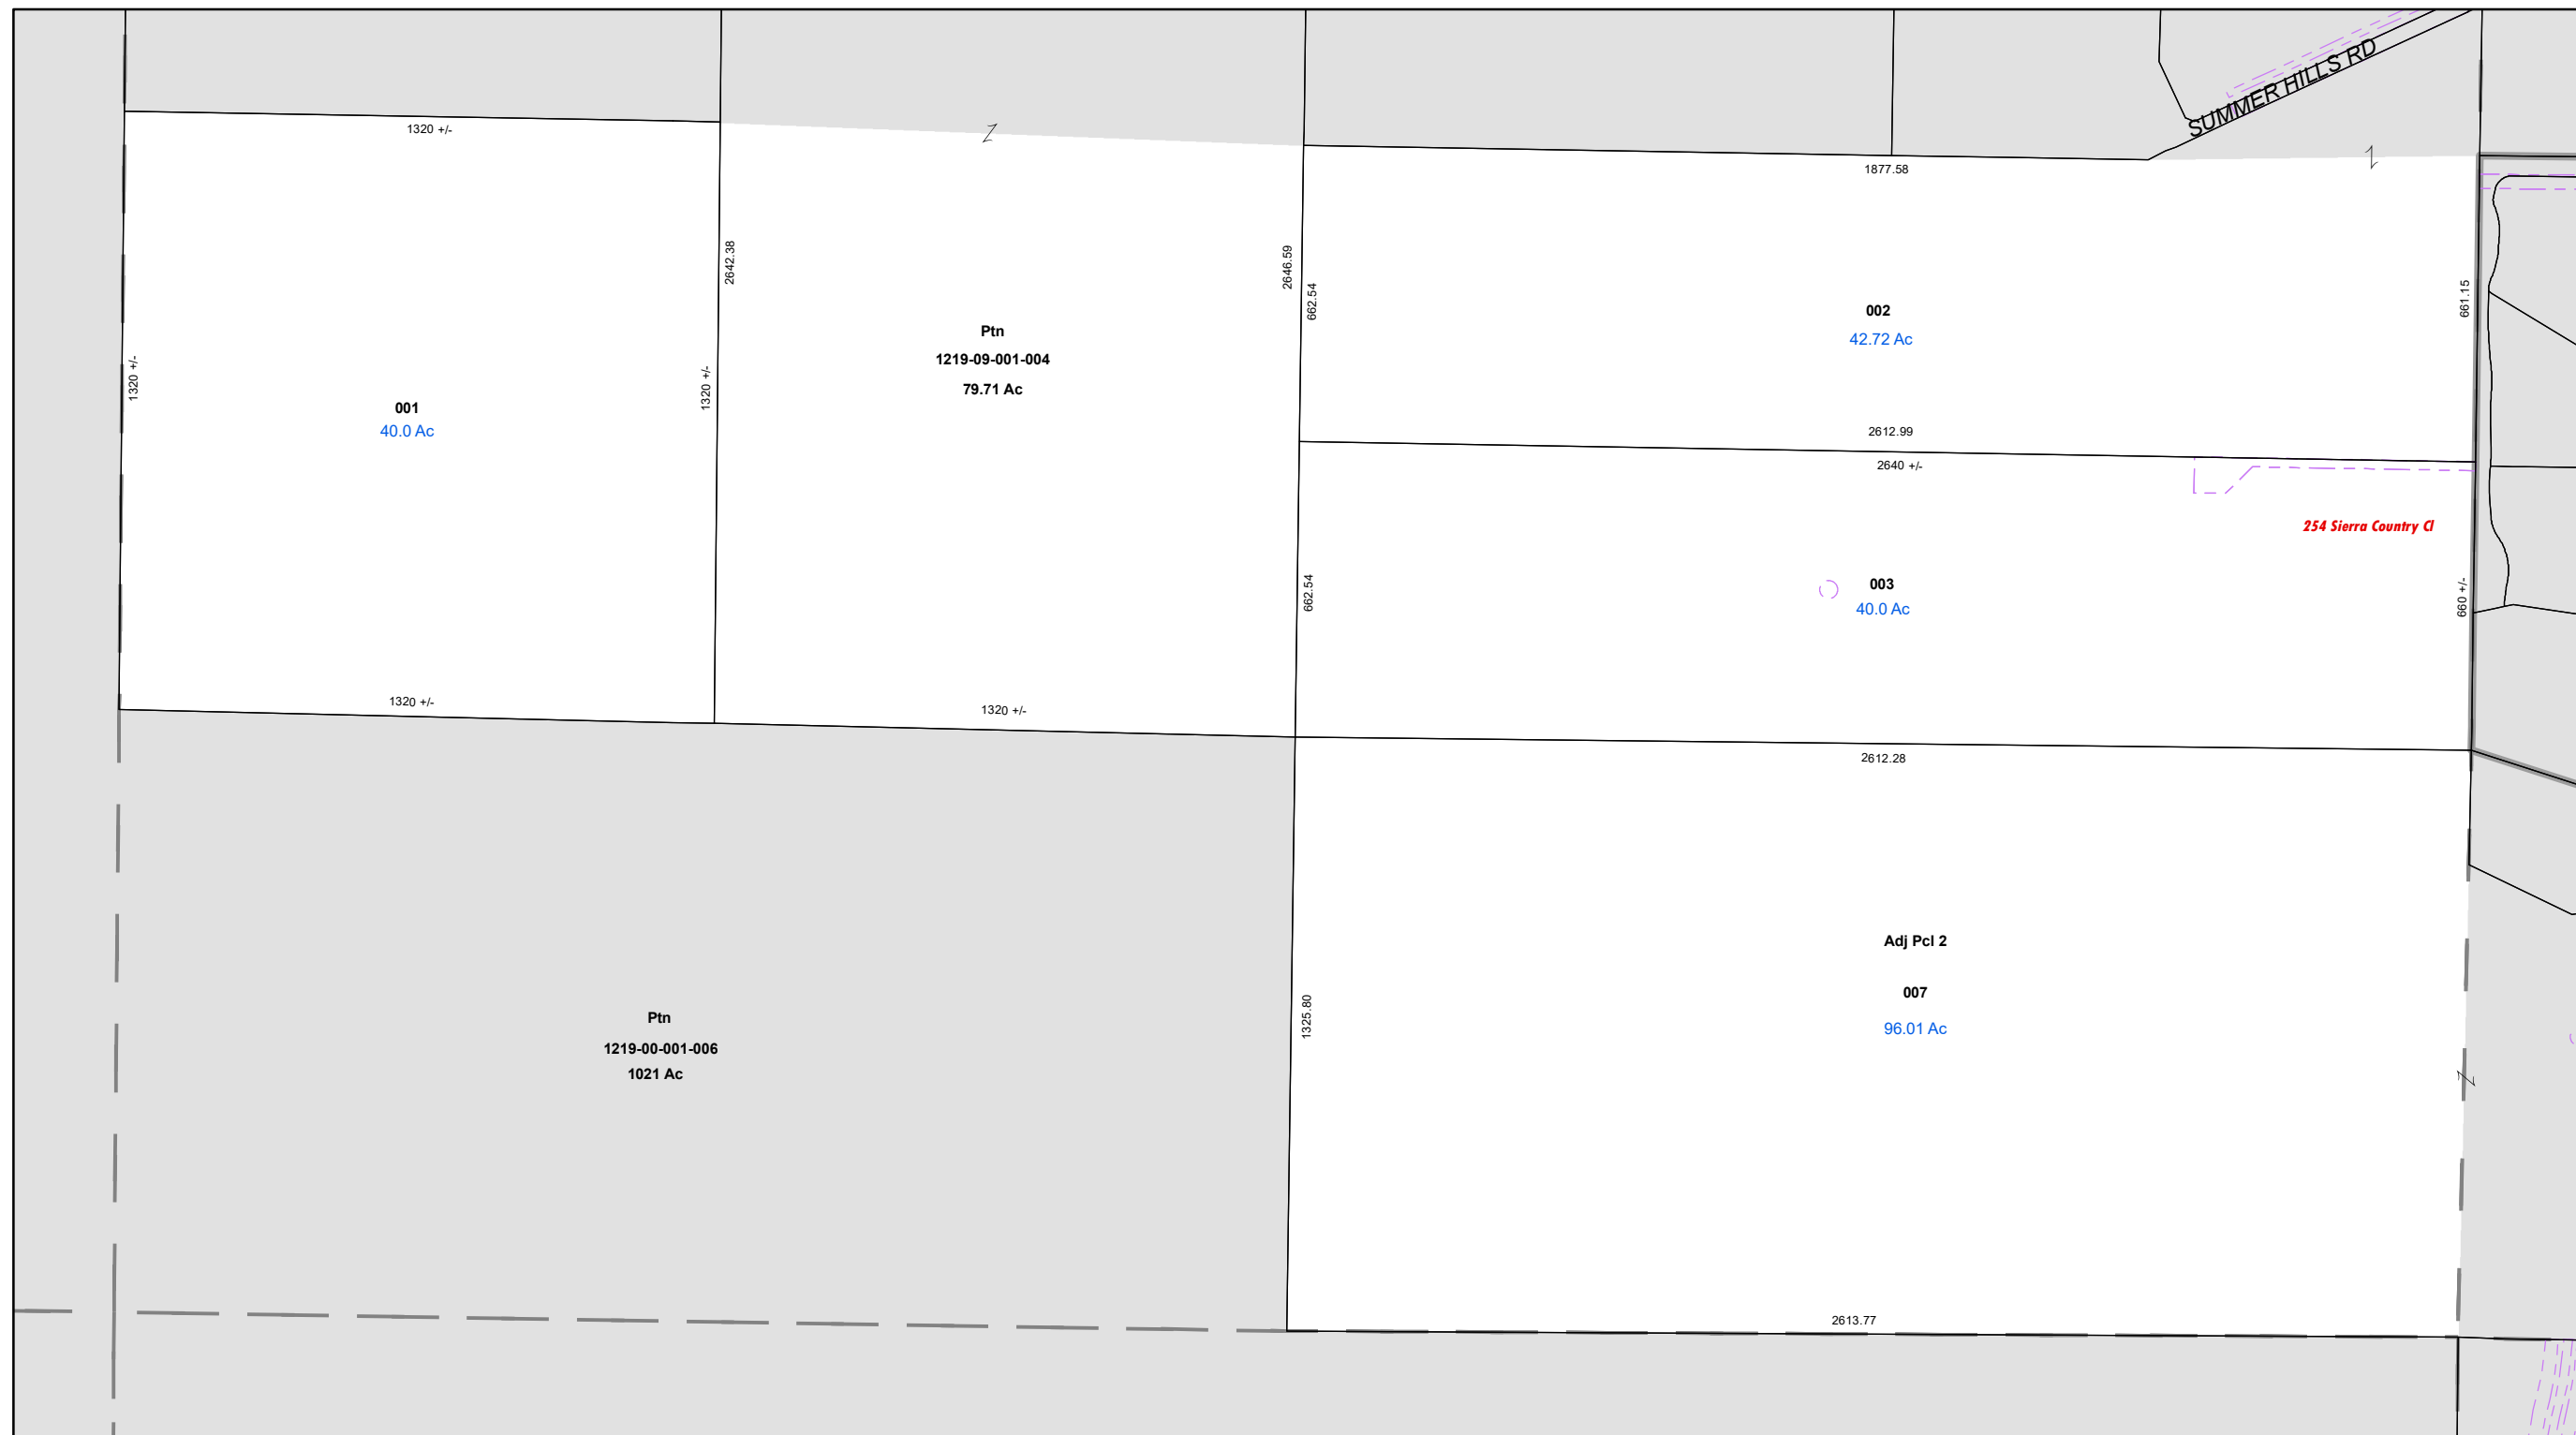 SUMMER HILLS RD
1320 +/-
1877.58
2642.38
2646.59
662.54
661.15
1320 +/-
1320 +/-
001
40.0 Ac
Ptn
1219-09-001-004
79.71 Ac
002
42.72 Ac
2612.99
2640 +/-
254 Sierra Country Cl
662.54
003
40.0 Ac
660 +/-
1320 +/-
1320 +/-
2612.28
Adj Pcl 2
007
96.01 Ac
1325.80
Ptn
1219-00-001-006
1021 Ac
2613.77